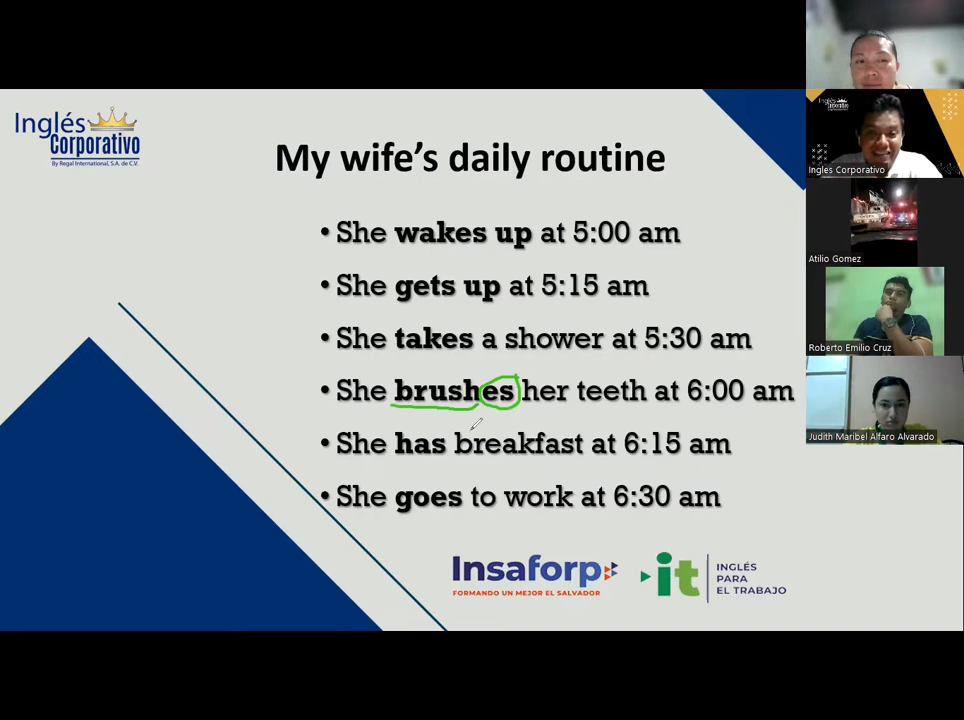 Inglés
Corporativo
By Regal International, S.A. de C.V.
My wife's daily routine
• She wakes up at 5:00 am
• She gets up at 5:15 am
• She takes a shower at 5:30 am
• She brushes her teeth at 6:00 am
• She has breakfast at 6:15 am
• She goes to work at 6:30 am
Insaforp
FORMANDO UN MEJOR EL SALVADOR
it
INGLÉS
PARA
EL TRABAJO
Inglés
Corporativo
Ingles Corporativo
Atilio Gomez
Roberto Emilio Cruz
Judith Maribel Alfaro Alvarado